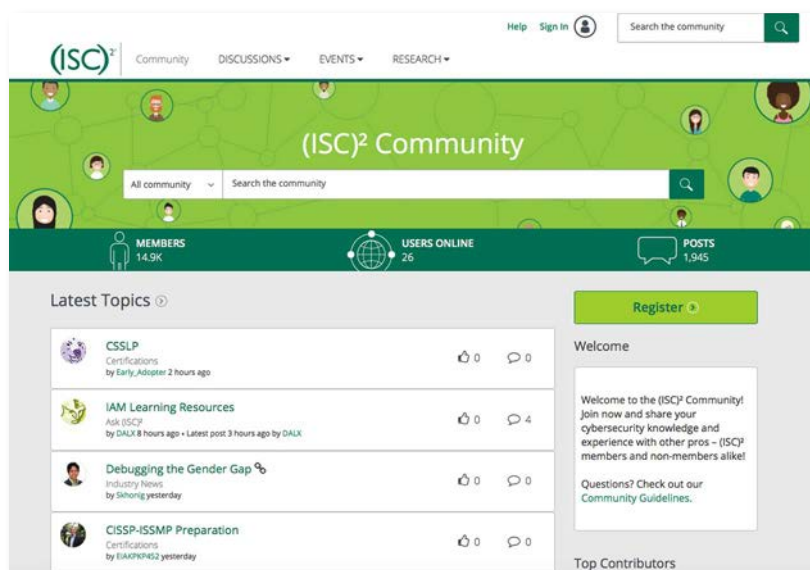 Help Sign In Search the community
(ISC)²
Community DISCUSSIONS EVENTS RESEARCH
(ISC)² Community
All community Search the community
MEMBERS
14.9K
USERS ONLINE
26
POSTS
1,945
Latest Topics
CSSLP
Certifications
by Early_Adopter 2 hours ago
0 0
IAM Learning Resources
Ask (ISC)²
by DALX 8 hours ago • Latest post 3 hours ago by DALX
0 4
Debugging the Gender Gap
Industry News
by Skhonig yesterday
0 0
CISSP-ISSMP Preparation
Certifications
by EIAKPKP452 yesterday
0 0
Register
Welcome
Welcome to the (ISC)² Community!
Join now and share your
cybersecurity knowledge and
experience with other pros – (ISC)²
members and non-members alike!
Questions? Check out our
Community Guidelines.
Top Contributors